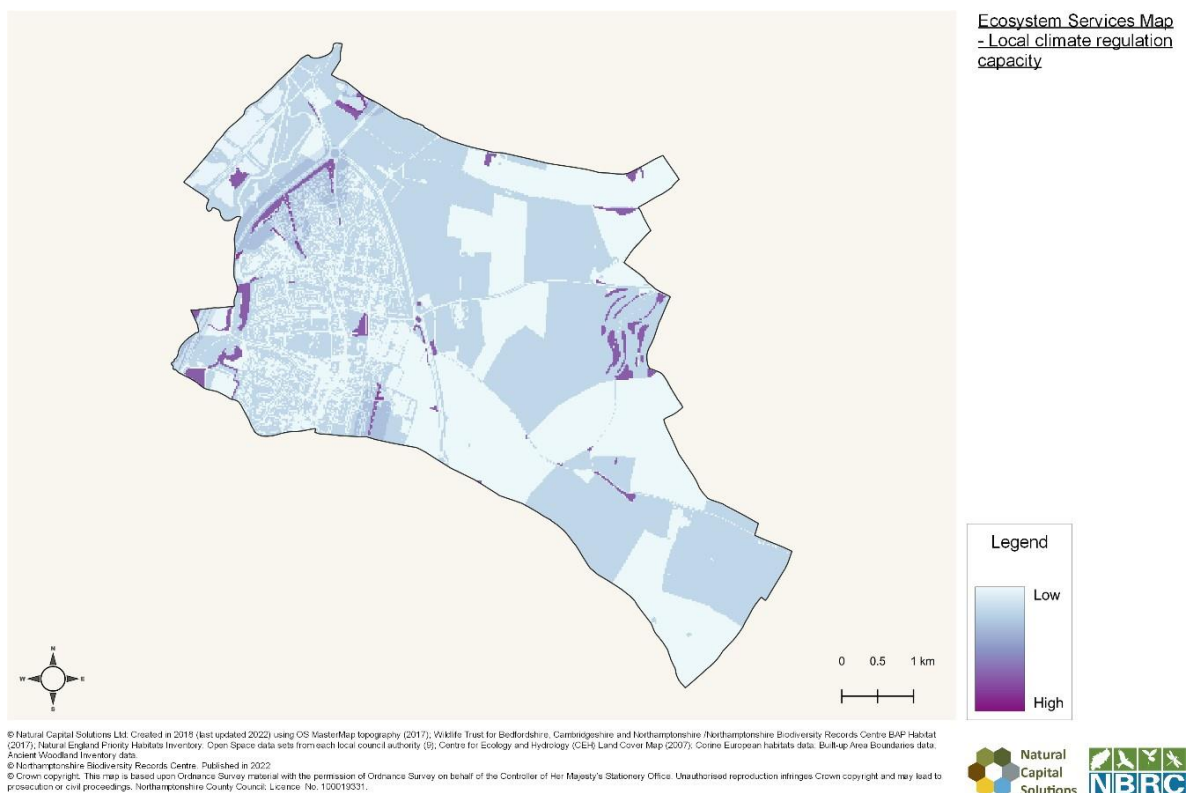 Ecosystem Services Map
- Local climate regulation
capacity
N
W
E
S
0 0.5 1 km
Legend
Low
High
© Natural Capital Solutions Ltd. Created in 2018 (last updated 2022) using OS MasterMap topography (2017); Wildlife Trust for Bedfordshire, Cambridgeshire and Northamptonshire /Northamptonshire Biodiversity Records Centre BAP Habitat
(2017); Natural England Priority Habitats Inventory. Open Space data sets from each local council authority (9); Centre for Ecology and Hydrology (CEH) Land Cover Map (2007); Corine European habitats data. Built-up Area Boundaries data;
Ancient Woodland Inventory data.
© Northamptonshire Biodiversity Records Centre. Published in 2022
© Crown copyright. This map is based upon Ordnance Survey material with the permission of Ordnance Survey on behalf of the Controller of Her Majesty's Stationery Office. Unauthorised reproduction infringes Crown copyright and may lead to
prosecution or civil proceedings. Northamptonshire County Council: Licence No. 100019331.
Natural
Capital
Solutions
NBRC